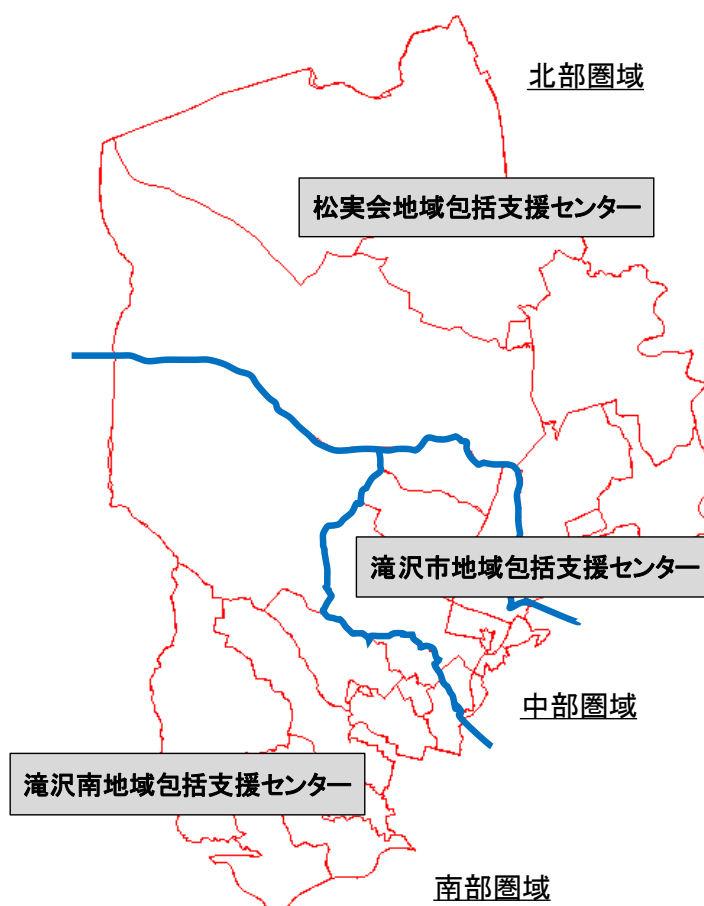 北部圏域
松実会地域包括支援センター
滝沢市地域包括支援センター
中部圏域
滝沢南地域包括支援センター
南部圏域